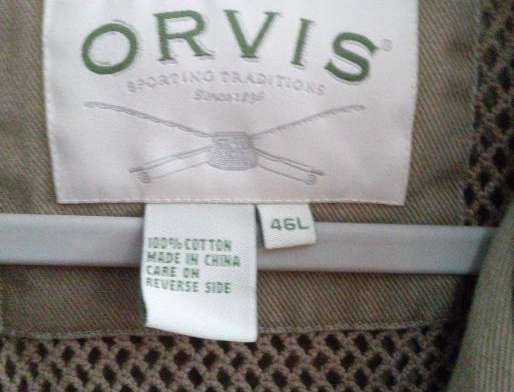 ORVIS®
SPORTING TRADITIONS
Since 1856
46L
100% COTTON
MADE IN CHINA
CARE ON
REVERSE SIDE